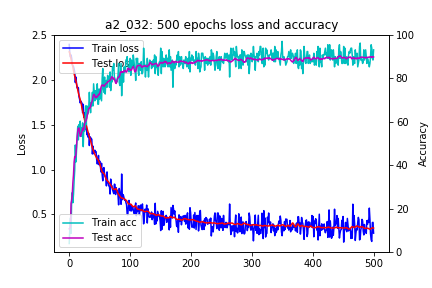 a2_032: 500 epochs loss and accuracy
2.5
2.0
1.5
1.0
0.5
Loss
100
80
60
40
20
0
Accuracy
Train loss
Test loss
Train acc
Test acc
0
100
200
300
400
500